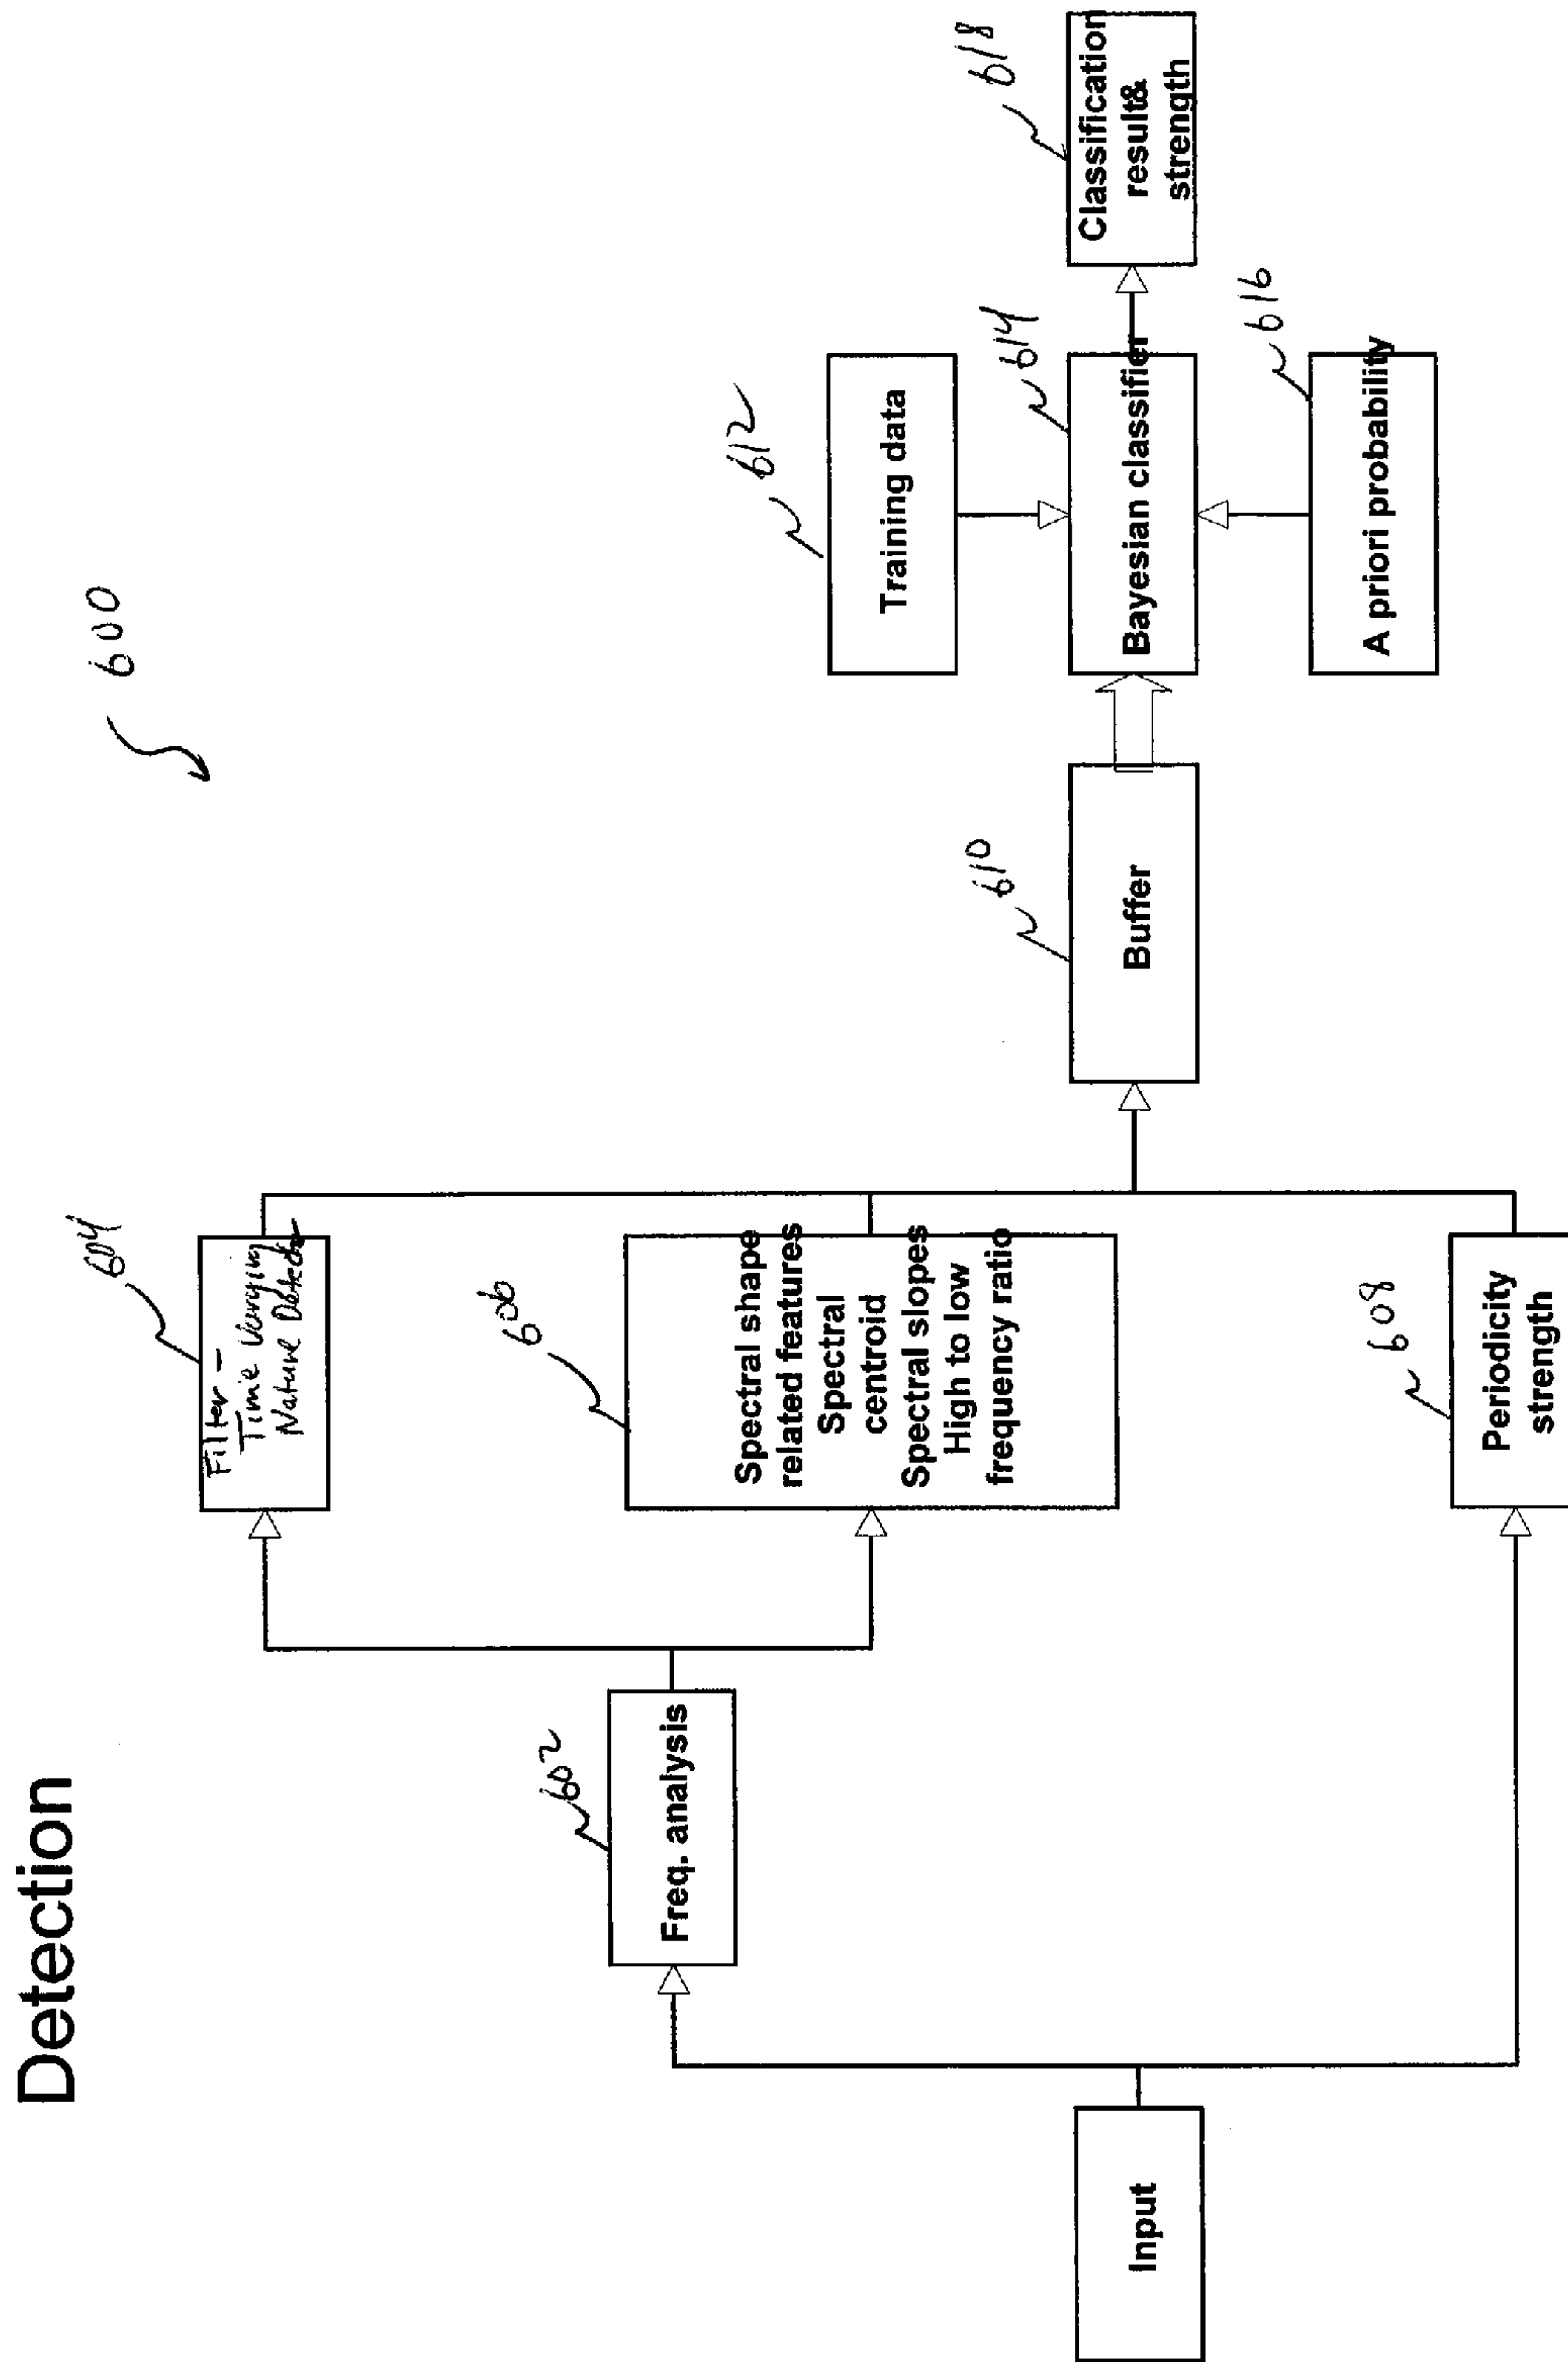 Detection
600
Input
602
Freq. analysis
604
Filter -
Time Varying
Nature Detector
606
Spectral shape
related features
Spectral
centroid
Spectral slopes
High to low
frequency ratio
608
Periodicity
strength
610
Buffer
612
Training data
614
Bayesian classifier
616
A priori probability
618
Classification
result&
strength